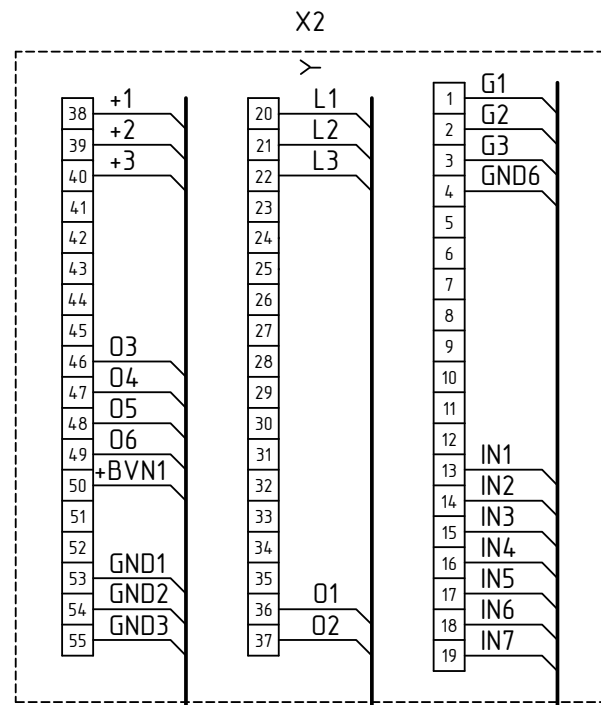 X2
Y
38 +1
39 +2
40 +3
41
42
43
44
45
46 O3
47 O4
48 O5
49 O6
50 +BVN1
51
52
53 GND1
54 GND2
55 GND3
20 L1
21 L2
22 L3
23
24
25
26
27
28
29
30
31
32
33
34
35
36 O1
37 O2
1 G1
2 G2
3 G3
4 GND6
5
6
7
8
9
10
11
12
13 IN1
14 IN2
15 IN3
16 IN4
17 IN5
18 IN6
19 IN7